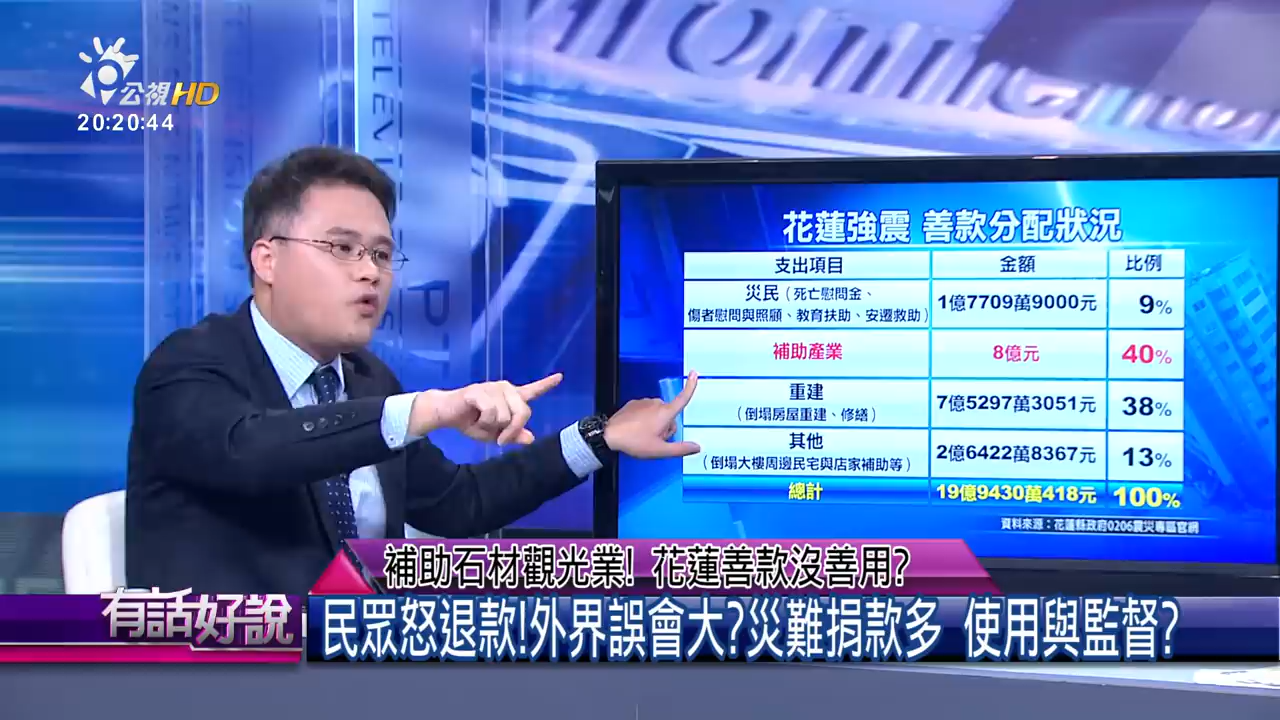 公視HD
20:20:44
花蓮強震 善款分配狀況
支出項目 金額 比例
災民（死亡慰問金、
傷者慰問與照顧、教育扶助、安遷救助） 1億7709萬9000元 9%
補助產業 8億元 40%
重建
（倒塌房屋重建、修繕） 7億5297萬3051元 38%
其他
（倒塌大樓周邊民宅與店家補助等） 2億6422萬8367元 13%
總計 19億9430萬418元 100%
資料來源：花蓮縣政府0206震災專區官網
補助石材觀光業! 花蓮善款沒善用?
有話好說
民眾怒退款!外界誤會大?災難捐款多 使用與監督?